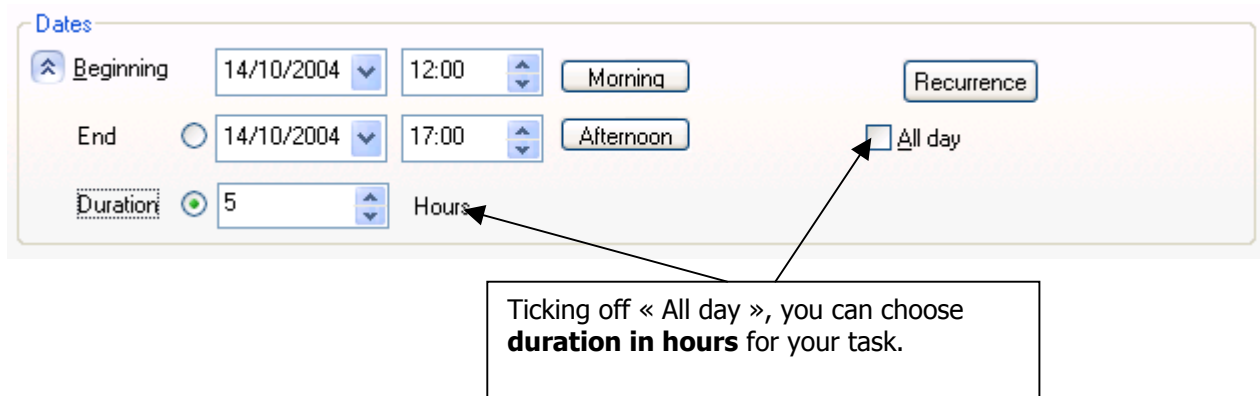 Dates
Beginning 14/10/2004 12:00 Morning Recurrence
End 14/10/2004 17:00 Afternoon All day
Duration 5 Hours
Ticking off « All day », you can choose
duration in hours for your task.